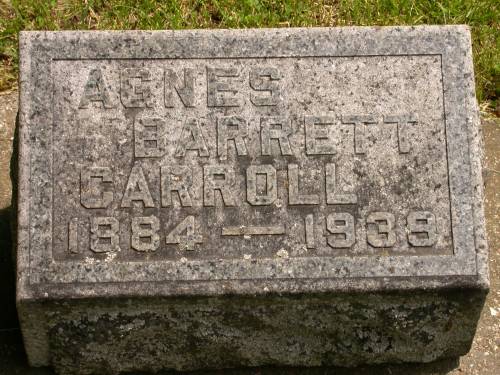 AGNES
BARRETT
CARROLL
1884 — 1939